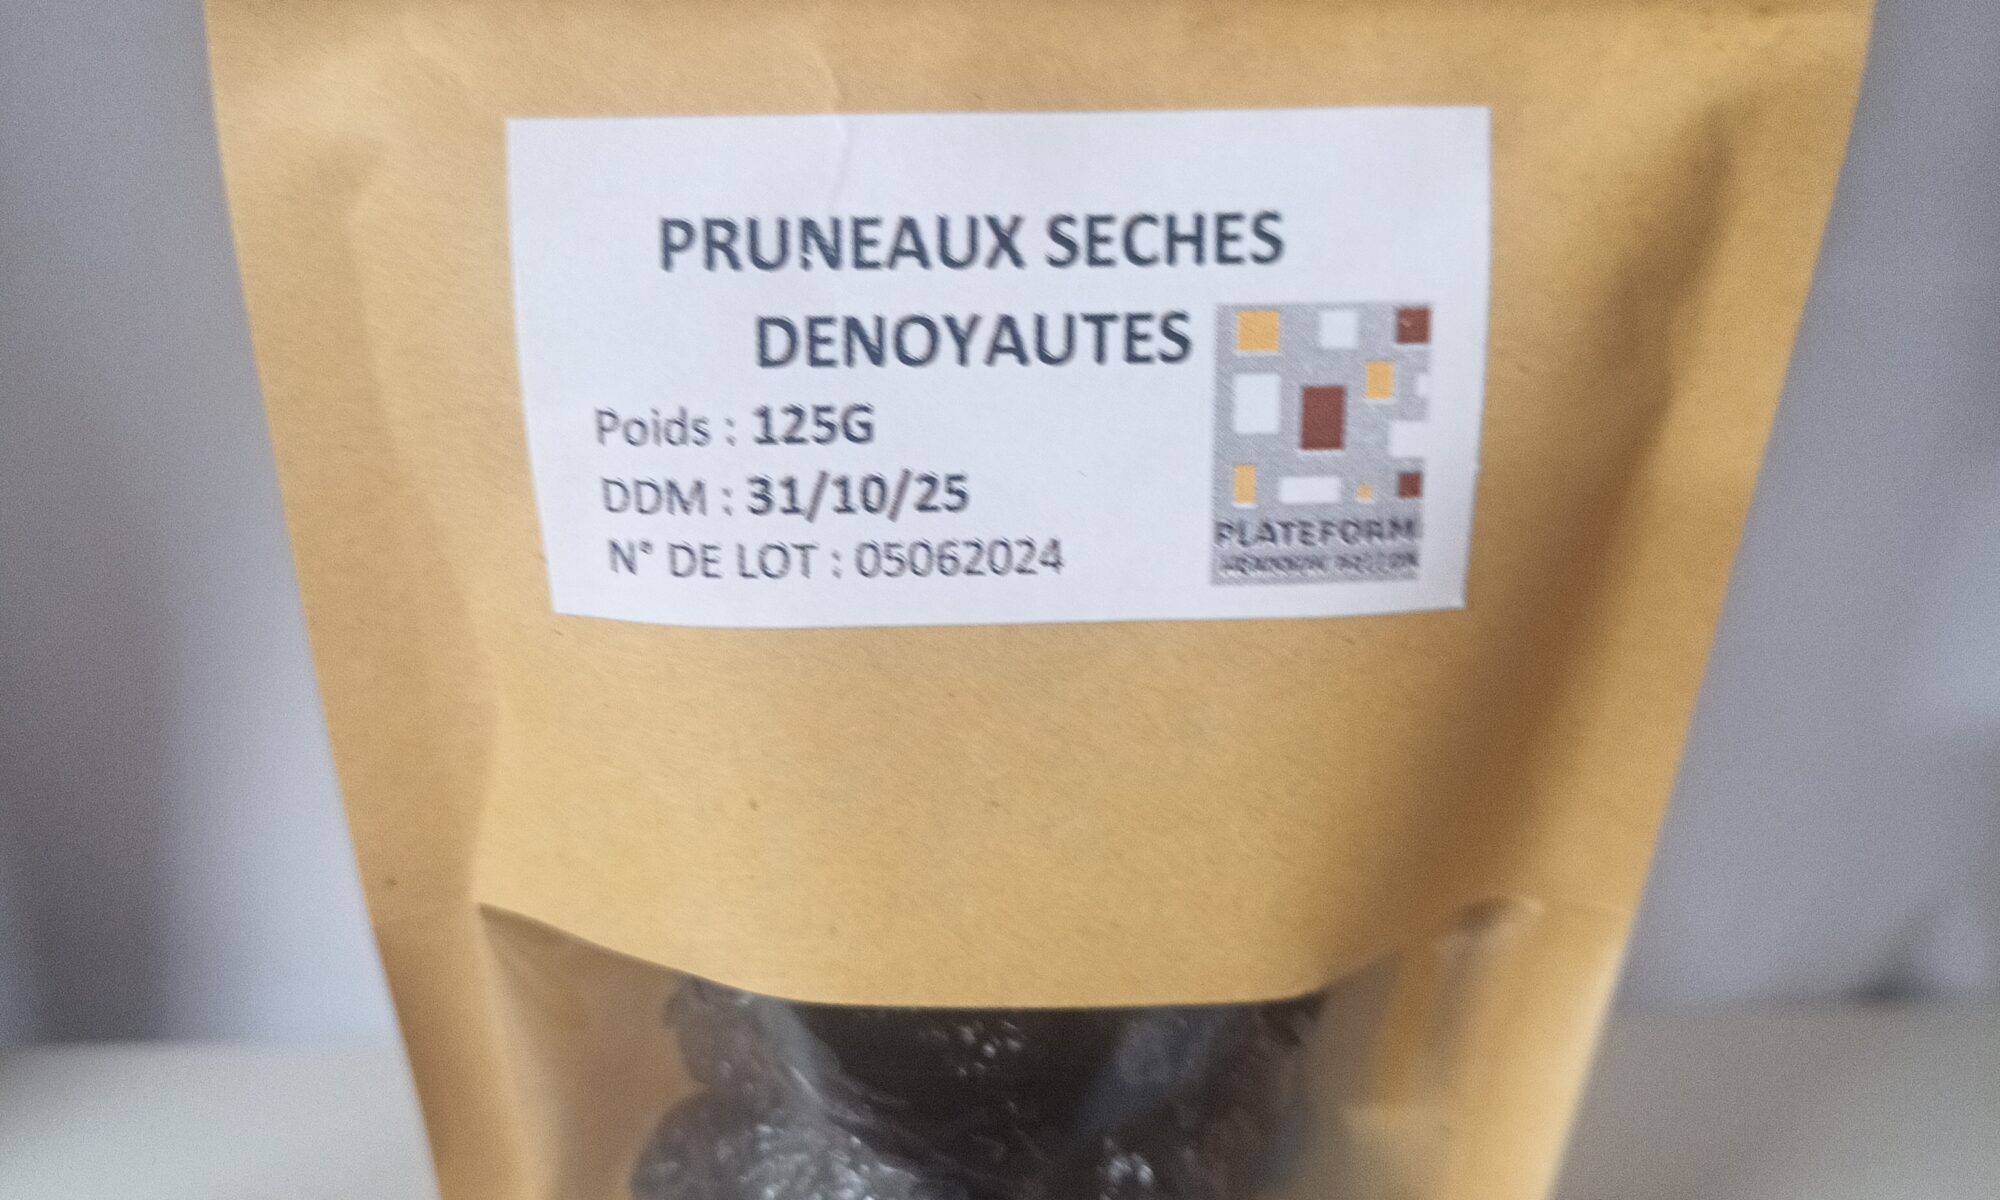 PRUNEAUX SECHES
DENOYAUTES
Poids : 125G
DDM : 31/10/25
N° DE LOT : 05062024
PLATEFORM